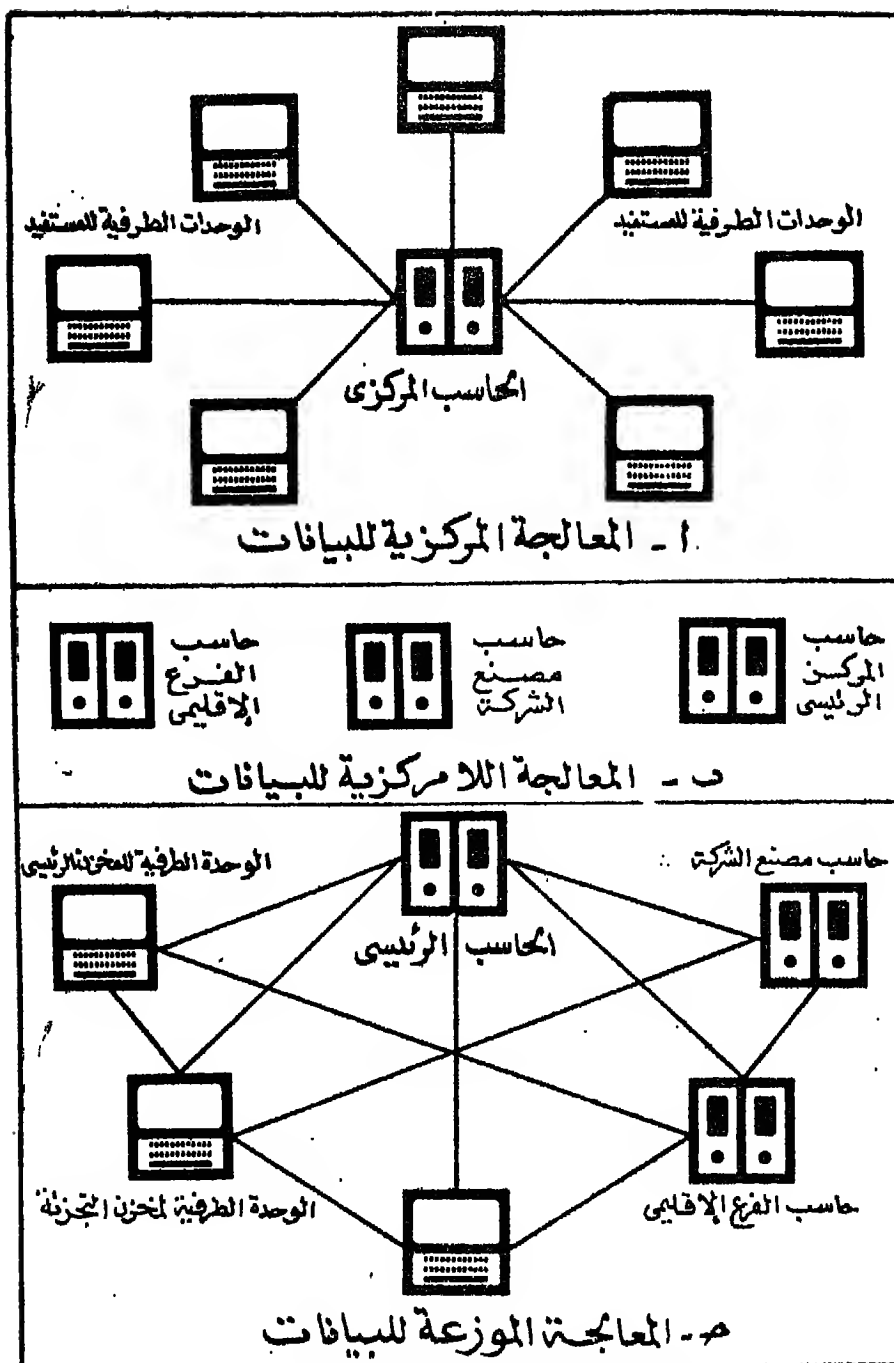 الوحدات الطرفية للمستفيد
الوحدات الطرفية للمستفيد
الحاسب المركزى
أ - المعالجة المركزية للبيانات
حاسب
المركز
الرئيسى
حاسب
مصنع
الشركة
حاسب
الفرع
الإقليمى
ب - المعالجة اللامركزية للبيانات
حاسب مصنع الشركة
الوحدة الطرفية للمخزن الرئيسى
الحاسب الرئيسى
حاسب الفرع الإقليمى
الوحدة الطرفية لمخزن التجزئة
حـ - المعالجة الموزعة للبيانات